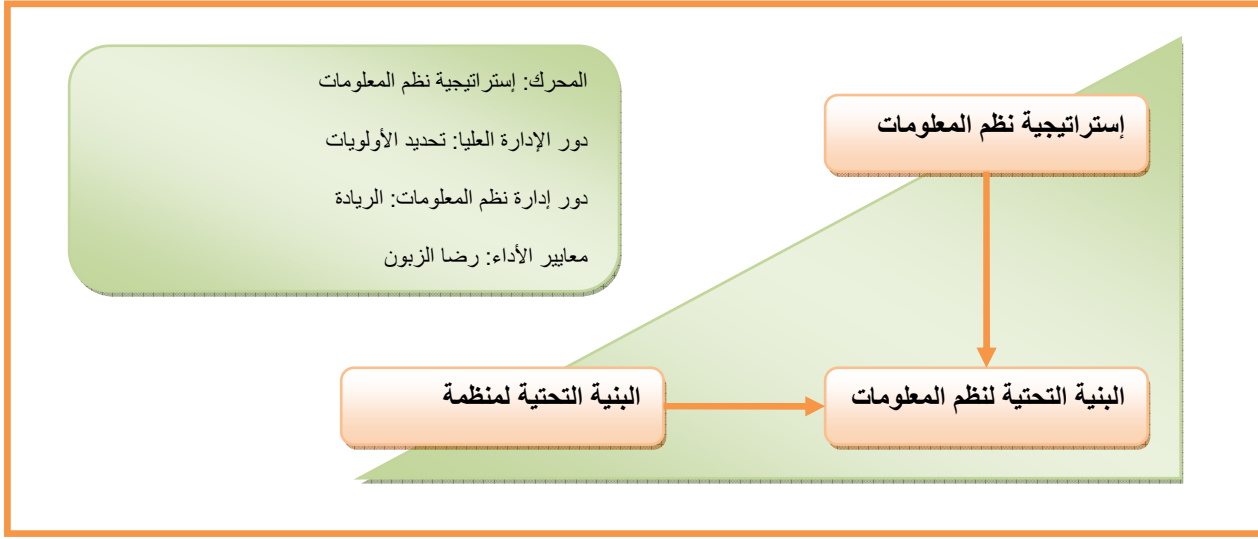 المحرك: إستراتيجية نظم المعلومات
دور الإدارة العليا: تحديد الأولويات
دور إدارة نظم المعلومات: الريادة
معايير الأداء: رضا الزبون
إستراتيجية نظم المعلومات
البنية التحتية لنظم المعلومات
البنية التحتية لمنظمة